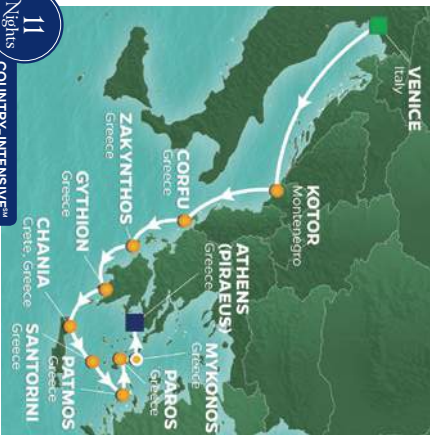 11
Nights
COUNTRY-INTENSIVE℠
VENICE
Italy
KOTOR
Montenegro
CORFU
Greece
ZAKYNTHOS
Greece
GYTHION
Greece
CHANIA
Crete, Greece
SANTORINI
Greece
PATMOS
Greece
PAROS
Greece
MYKONOS
Greece
ATHENS
(PIRAEUS)
Greece